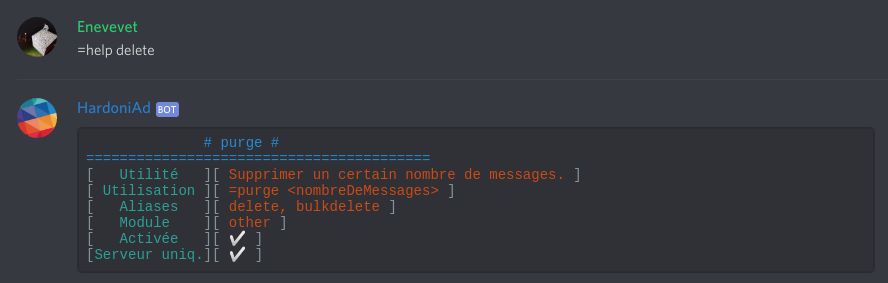 Enevevet
=help delete
HardoniAd BOT
# purge #
=========================================
[   Utilité   ][ Supprimer un certain nombre de messages. ]
[ Utilisation ][ =purge <nombreDeMessages> ]
[   Aliases   ][ delete, bulkdelete ]
[   Module    ][ other ]
[   Activée   ][ ✔ ]
[Serveur uniq.][ ✔ ]